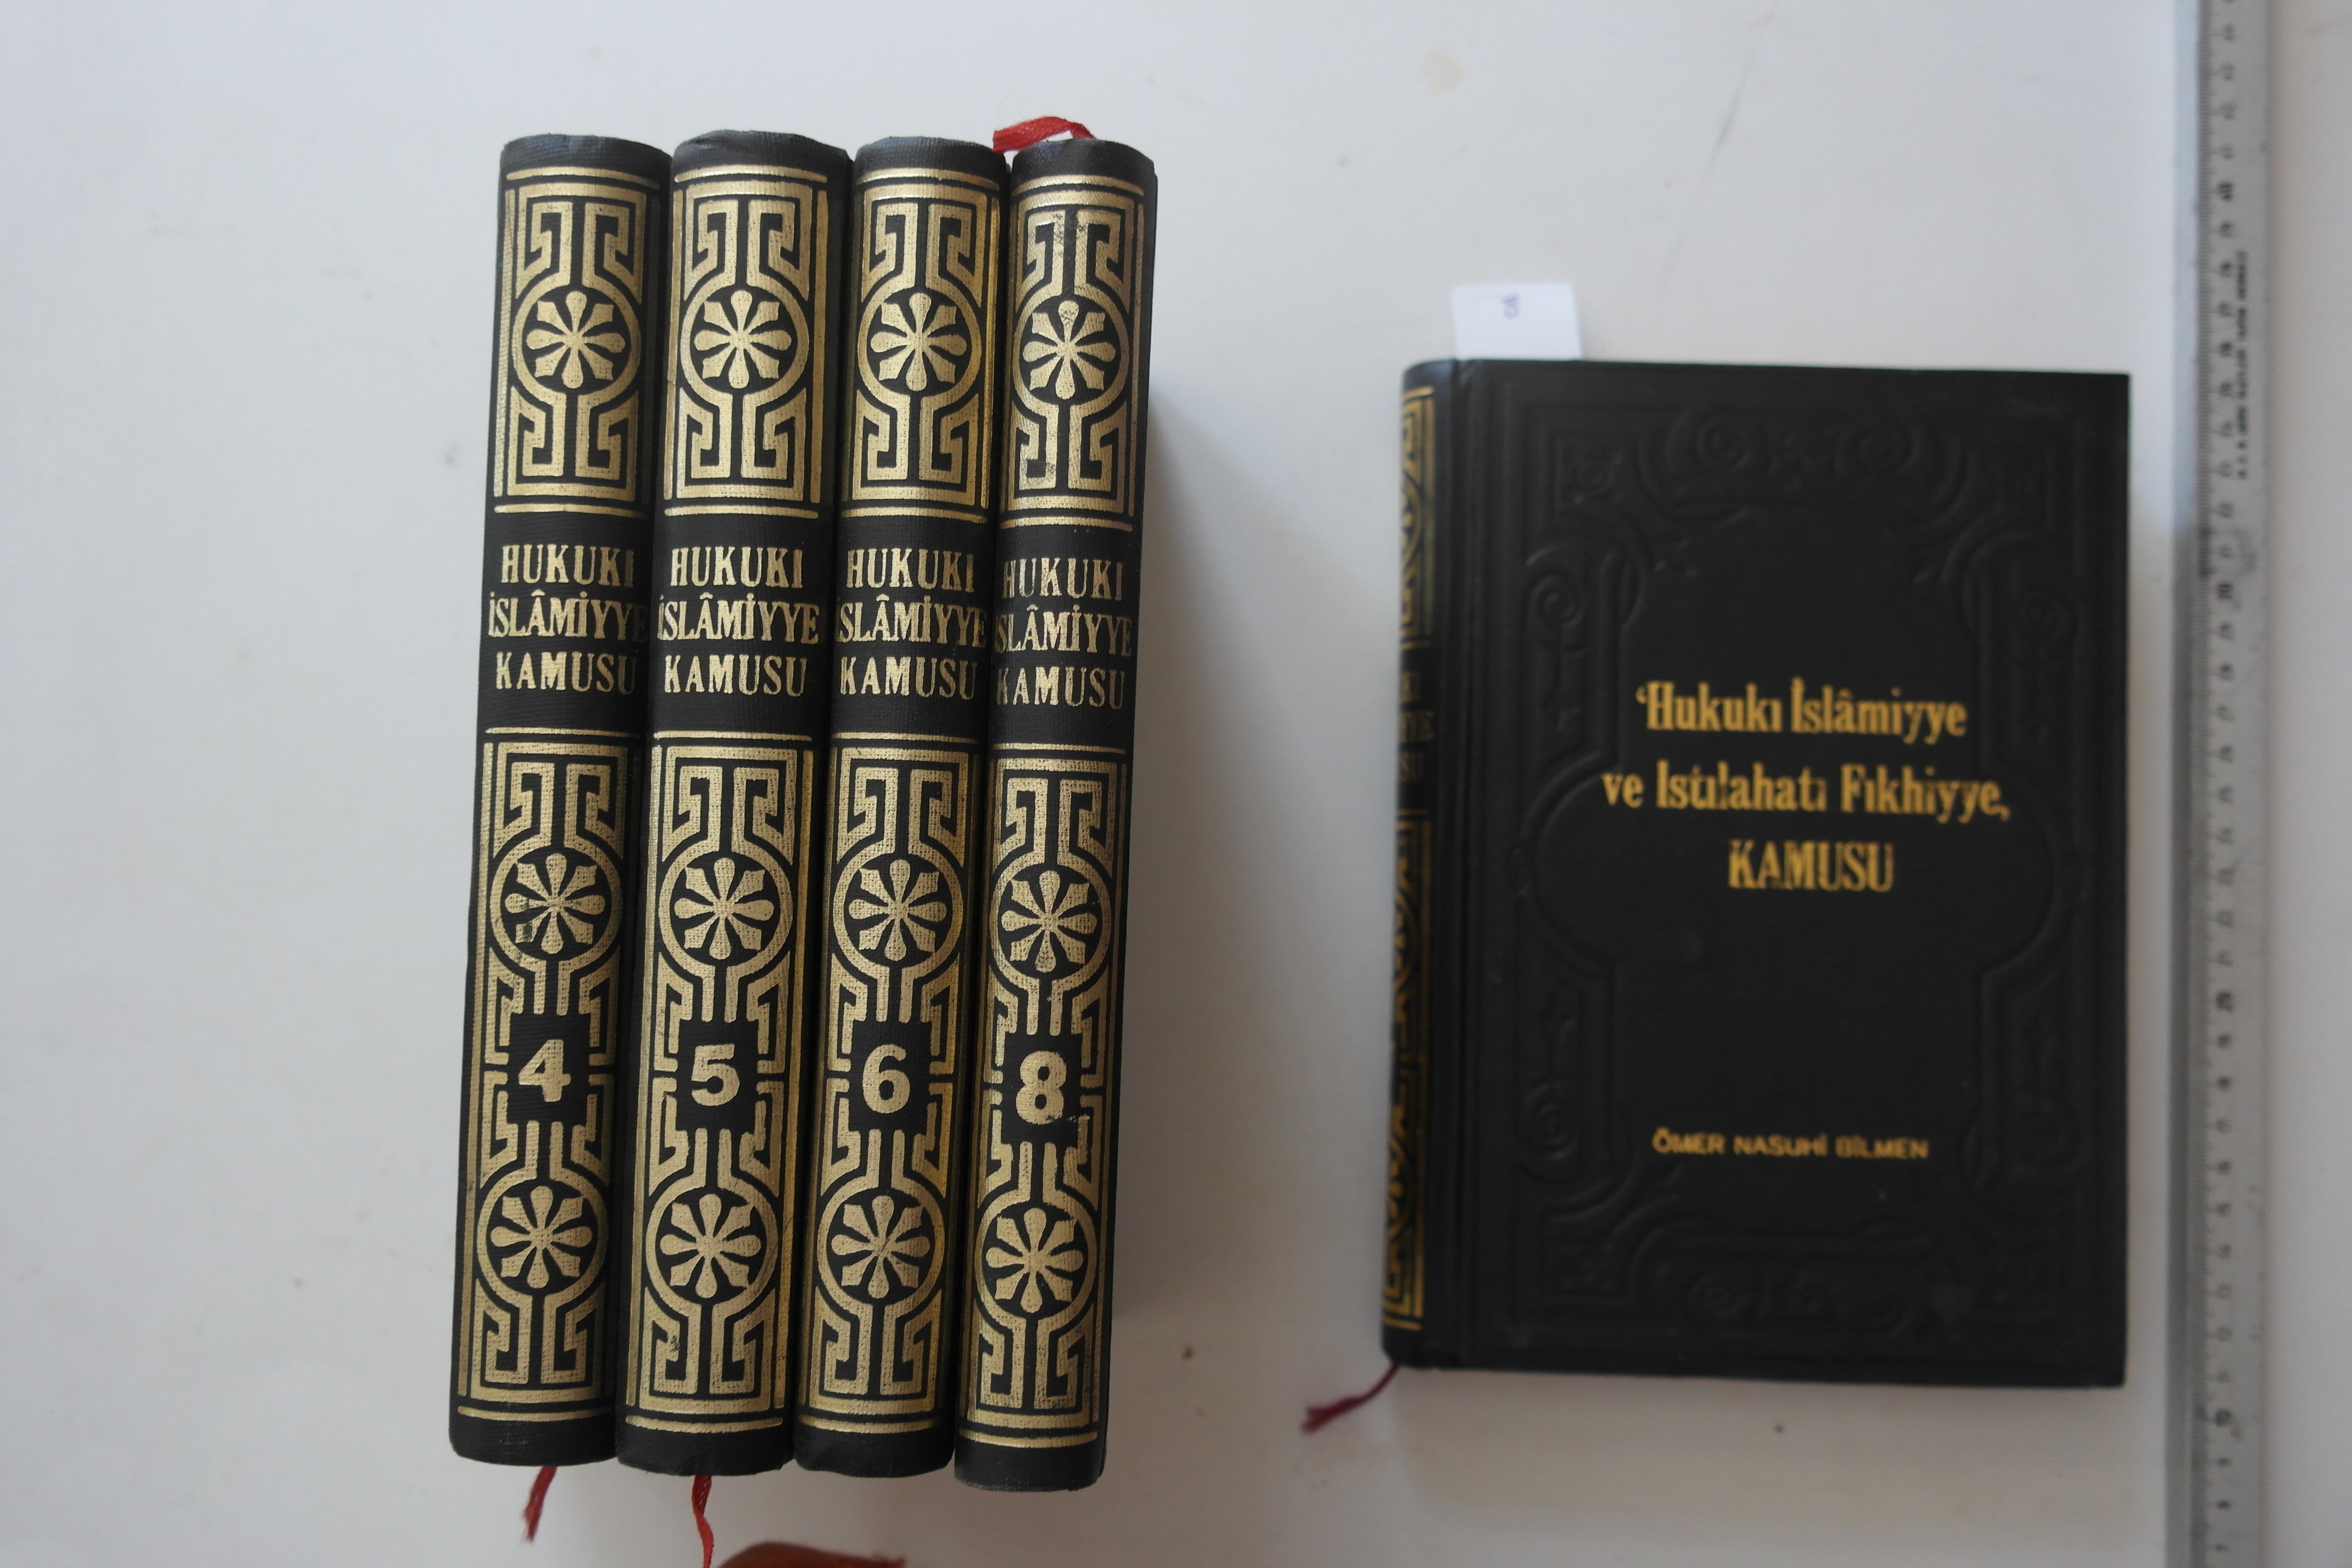 HUKUKI
İSLÂMİYYE
KAMUSU
4
HUKUKI
İSLÂMİYYE
KAMUSU
5
HUKUKI
İSLÂMİYYE
KAMUSU
6
HUKUKI
İSLÂMİYYE
KAMUSU
8
‘Hukukı İslâmiyye
ve Istılahatı Fıkhiyye,
KAMUSU
ÖMER NASUHİ BİLMEN